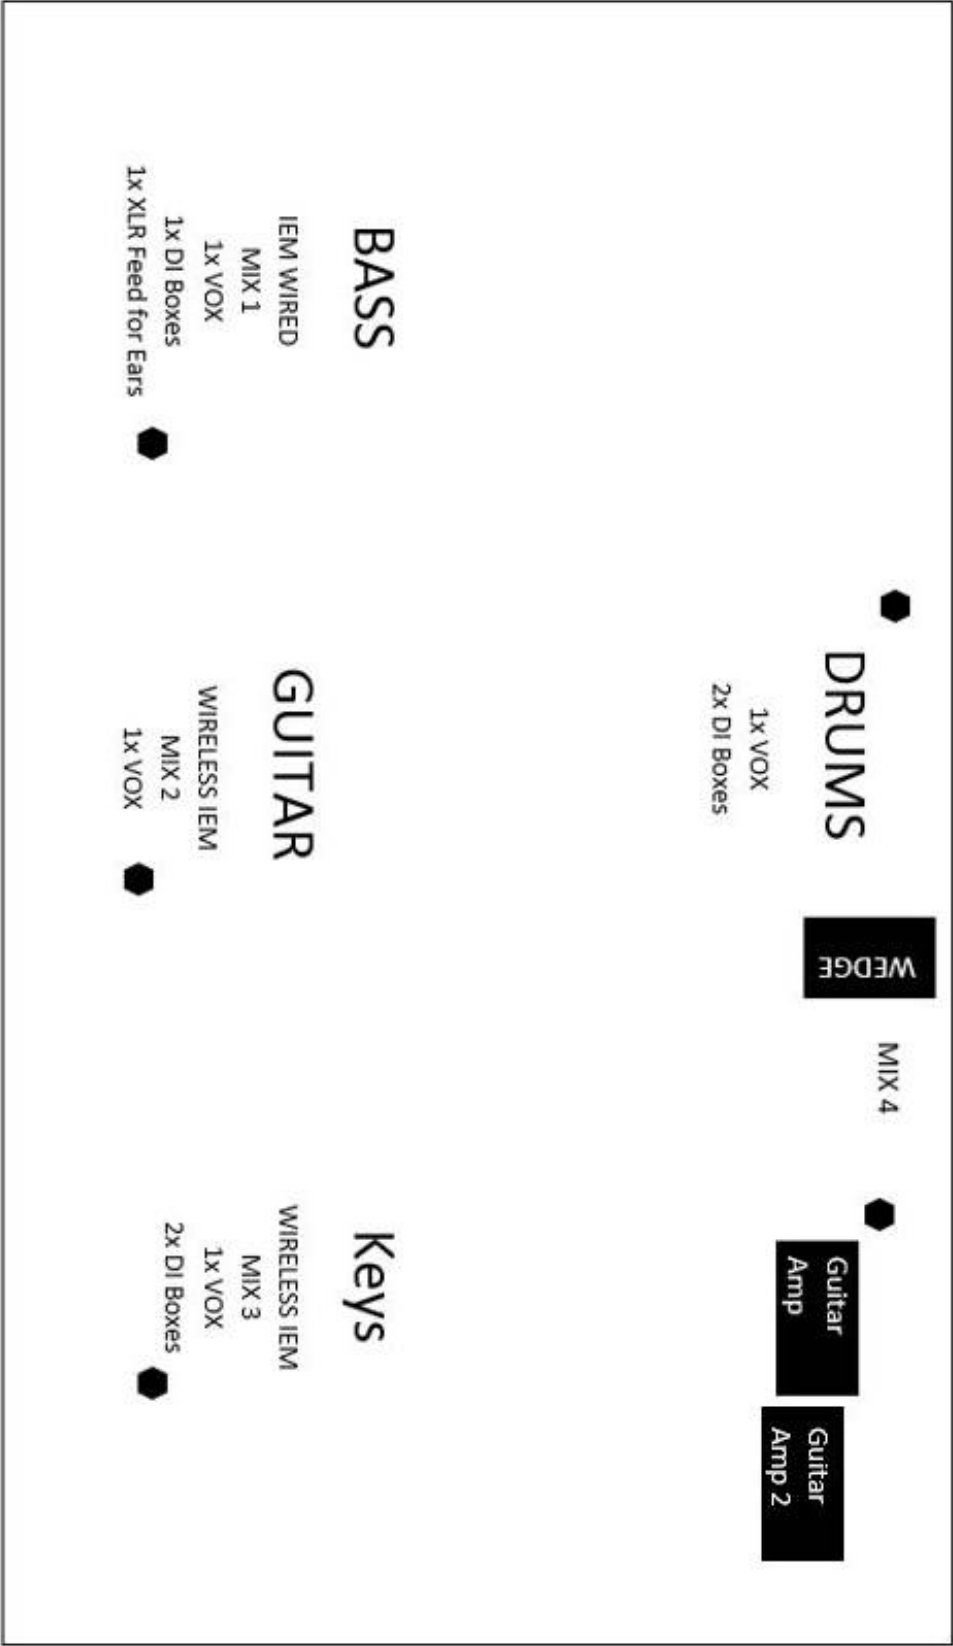 DRUMS
1x VOX
2x DI Boxes
WEDGE
MIX 4
Guitar
Amp
Guitar
Amp 2
BASS
IEM WIRED
MIX 1
1x VOX
1x DI Boxes
1x XLR Feed for Ears
GUITAR
WIRELESS IEM
MIX 2
1x VOX
Keys
WIRELESS IEM
MIX 3
1x VOX
2x DI Boxes